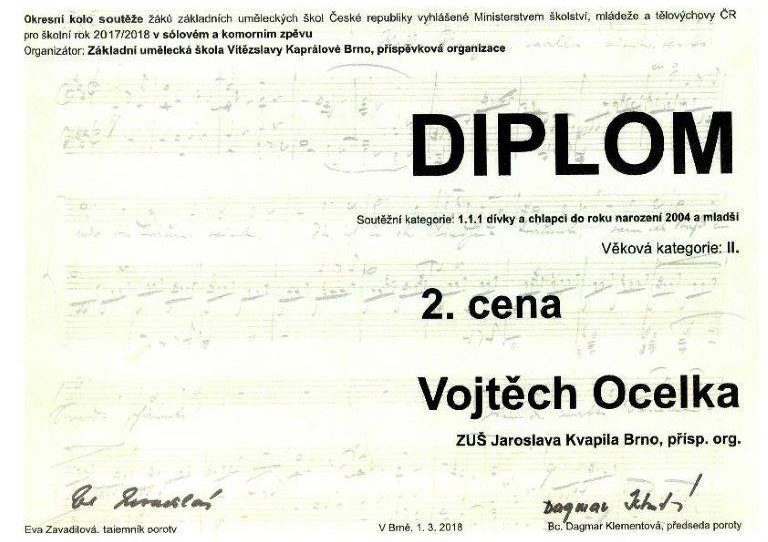 Okresní kolo soutěže žáků základních uměleckých škol České republiky vyhlášené Ministerstvem školství, mládeže a tělovýchovy ČR
pro školní rok 2017/2018 v sólovém a komorním zpěvu
Organizátor: Základní umělecká škola Vítězslavy Kaprálové Brno, příspěvková organizace
DIPLOM
Soutěžní kategorie: 1.1.1 dívky a chlapci do roku narození 2004 a mladší
Věková kategorie: II.
2. cena
Vojtěch Ocelka
ZUŠ Jaroslava Kvapila Brno, přísp. org.
Dagmar
Eva Zavadilová, tajemník poroty
V Brně, 1. 3. 2018
Bc. Dagmar Klementová, předseda poroty